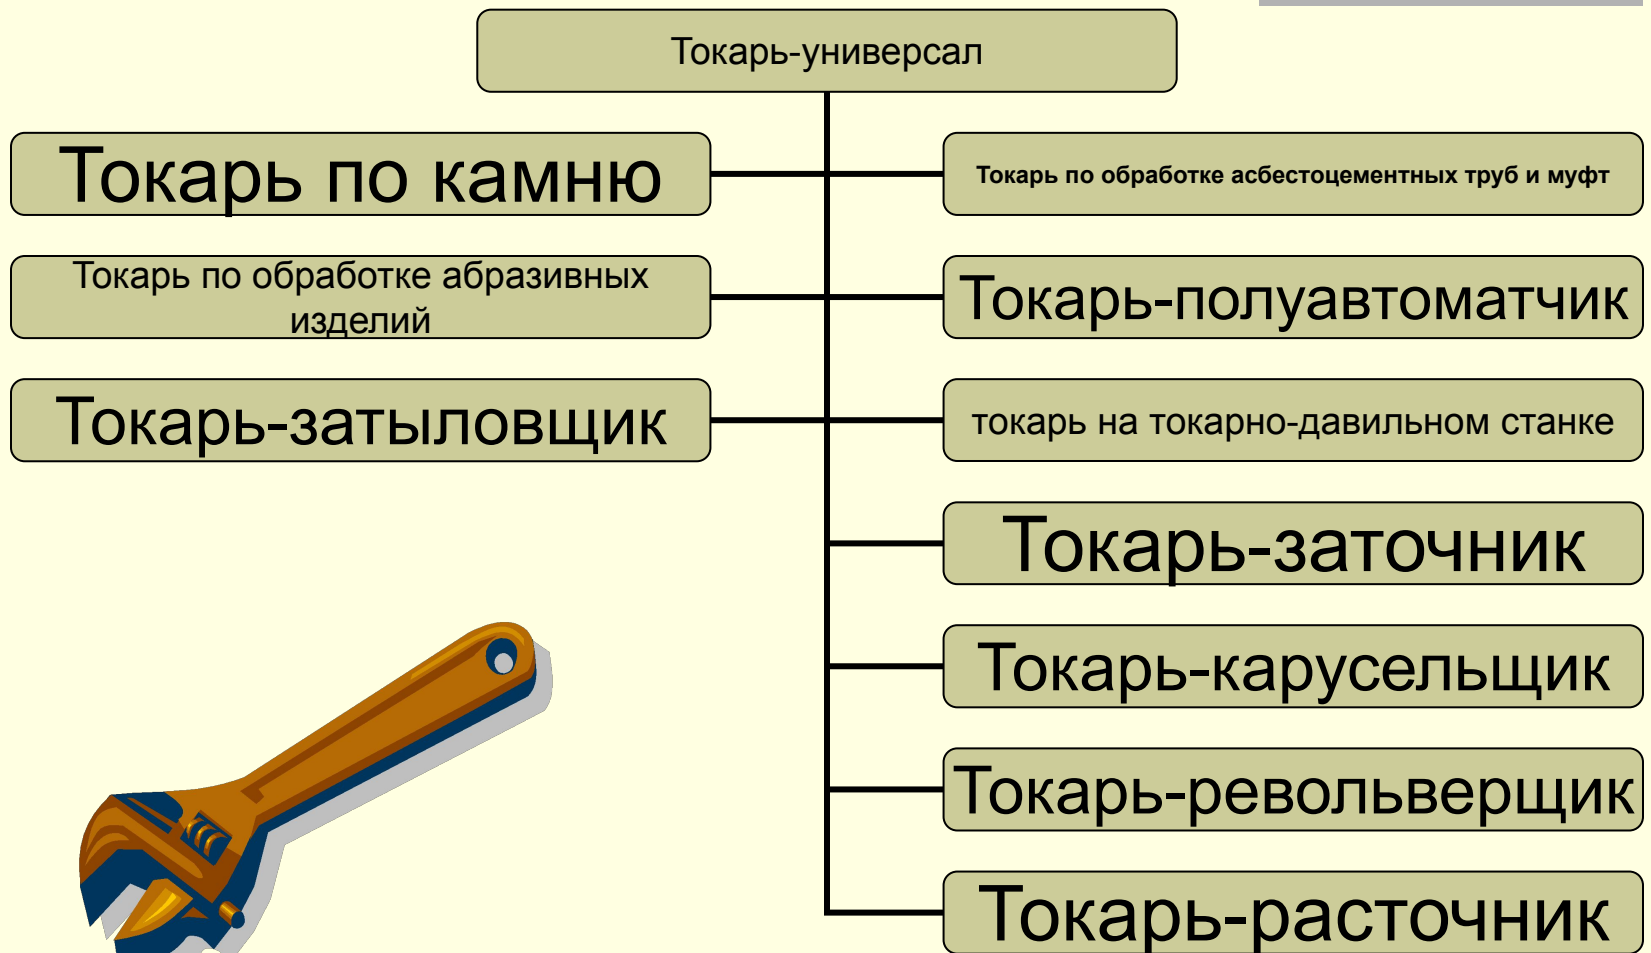 Токарь-универсал
Токарь по камню
Токарь по обработке асбестоцементных труб и муфт
Токарь по обработке абразивных
изделий
Токарь-полуавтоматчик
Токарь-затыловщик
токарь на токарно-давильном станке
Токарь-заточник
Токарь-карусельщик
Токарь-револьверщик
Токарь-расточник